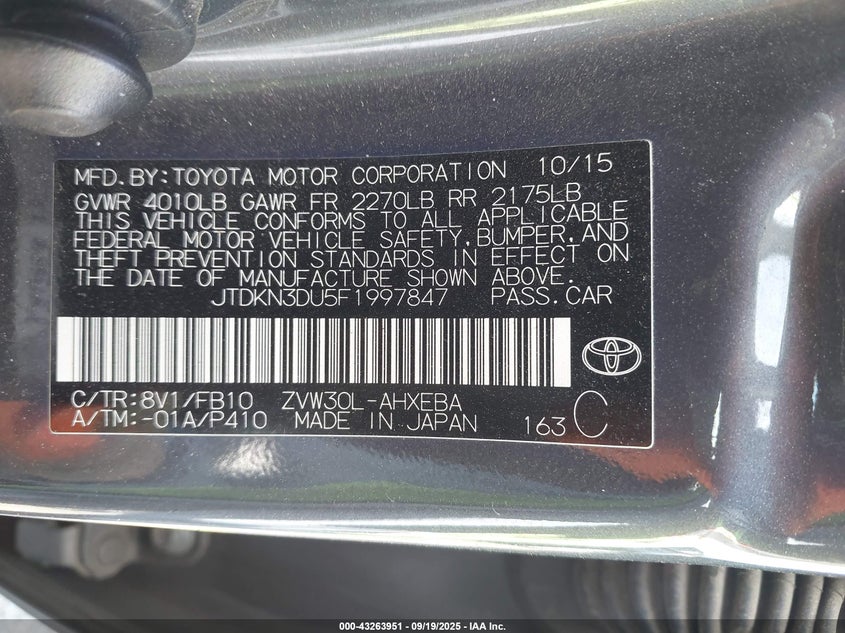 MFD.BY:TOYOTA MOTOR CORPORATION 10/15
GVWR 4010LB GAWR FR 2270LB RR 2175LB
THIS VEHICLE CONFORMS TO ALL APPLICABLE
FEDERAL MOTOR VEHICLE SAFETY,BUMPER,AND
THEFT PREVENTION STANDARDS IN EFFECT ON
THE DATE OF MANUFACTURE SHOWN ABOVE.
JTDKN3DU5F1997847 PASS.CAR
C/TR:8V1/FB10 ZVW30L-AHXEBA
A/TM:-01A/P410 MADE IN JAPAN 163 C
000-43263951 - 09/19/2025 - IAA Inc.